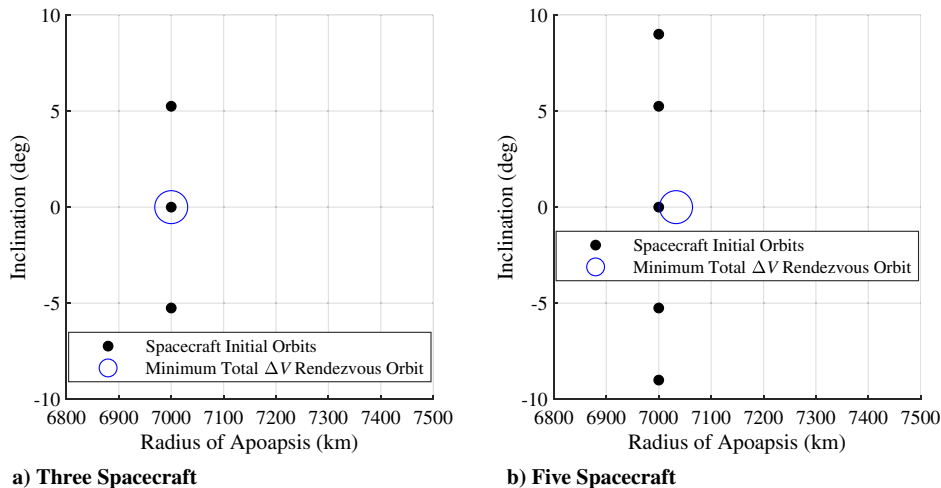 10
5
0
-5
-10
Inclination (deg)
6800 6900 7000 7100 7200 7300 7400 7500
Radius of Apoapsis (km)
Spacecraft Initial Orbits
Minimum Total ΔV Rendezvous Orbit
a) Three Spacecraft
10
5
0
-5
-10
Inclination (deg)
6800 6900 7000 7100 7200 7300 7400 7500
Radius of Apoapsis (km)
Spacecraft Initial Orbits
Minimum Total ΔV Rendezvous Orbit
b) Five Spacecraft